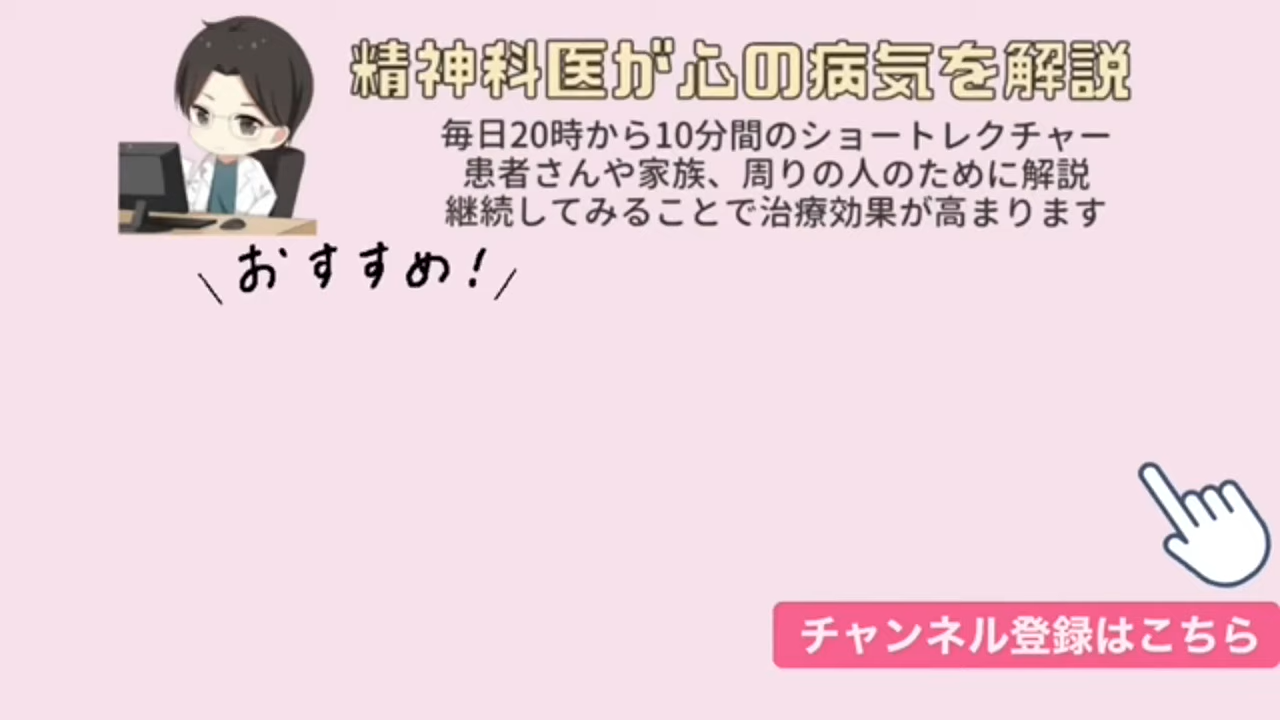 精神科医が心の病気を解説
毎日20時から10分間のショートレクチャー
患者さんや家族、周りの人のために解説
継続してみることで治療効果が高まります
おすすめ!
チャンネル登録はこちら